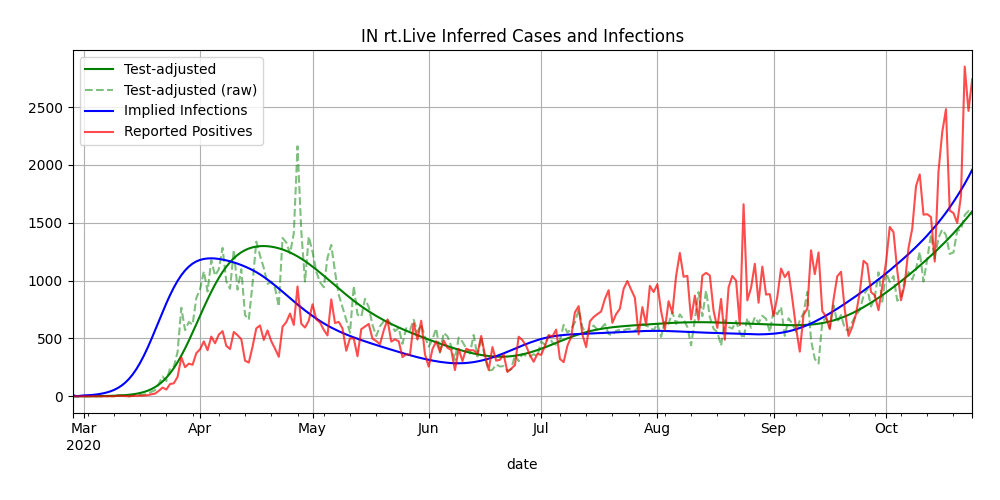 IN rt.Live Inferred Cases and Infections
Test-adjusted
Test-adjusted (raw)
Implied Infections
Reported Positives
2500
2000
1500
1000
500
0
Mar Apr May Jun Jul Aug Sep Oct
2020
date